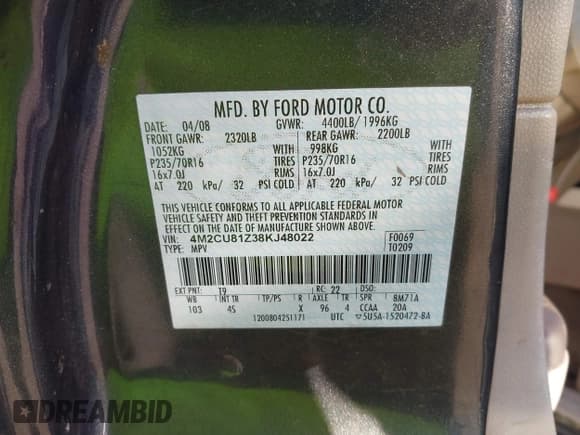 MFD. BY FORD MOTOR CO.
DATE: 04/08 GVWR: 4400LB/ 1996KG
FRONT GAWR: 2320LB REAR GAWR: 2200LB
1052KG WITH 998KG WITH
P235/70R16 TIRES P235/70R16 TIRES
16x7.0J RIMS 16x7.0J RIMS
AT 220 kPa/ 32 PSI COLD AT 220 kPa/ 32 PSI COLD
THIS VEHICLE CONFORMS TO ALL APPLICABLE FEDERAL MOTOR
VEHICLE SAFETY AND THEFT PREVENTION STANDARDS IN
EFFECT ON THE DATE OF MANUFACTURE SHOWN ABOVE.
VIN: 4M2CU81Z38KJ48022 F0069
TYPE: MPV T0209
EXT PNT: T9 RC: 22 DSO:
WB INT TR TP/PS R AXLE TR SPR 8M71A
103 4S X 96 4 CCAA 20A
1200804251171 UTC ▽5U5A-1520472-BA
DREAMBID